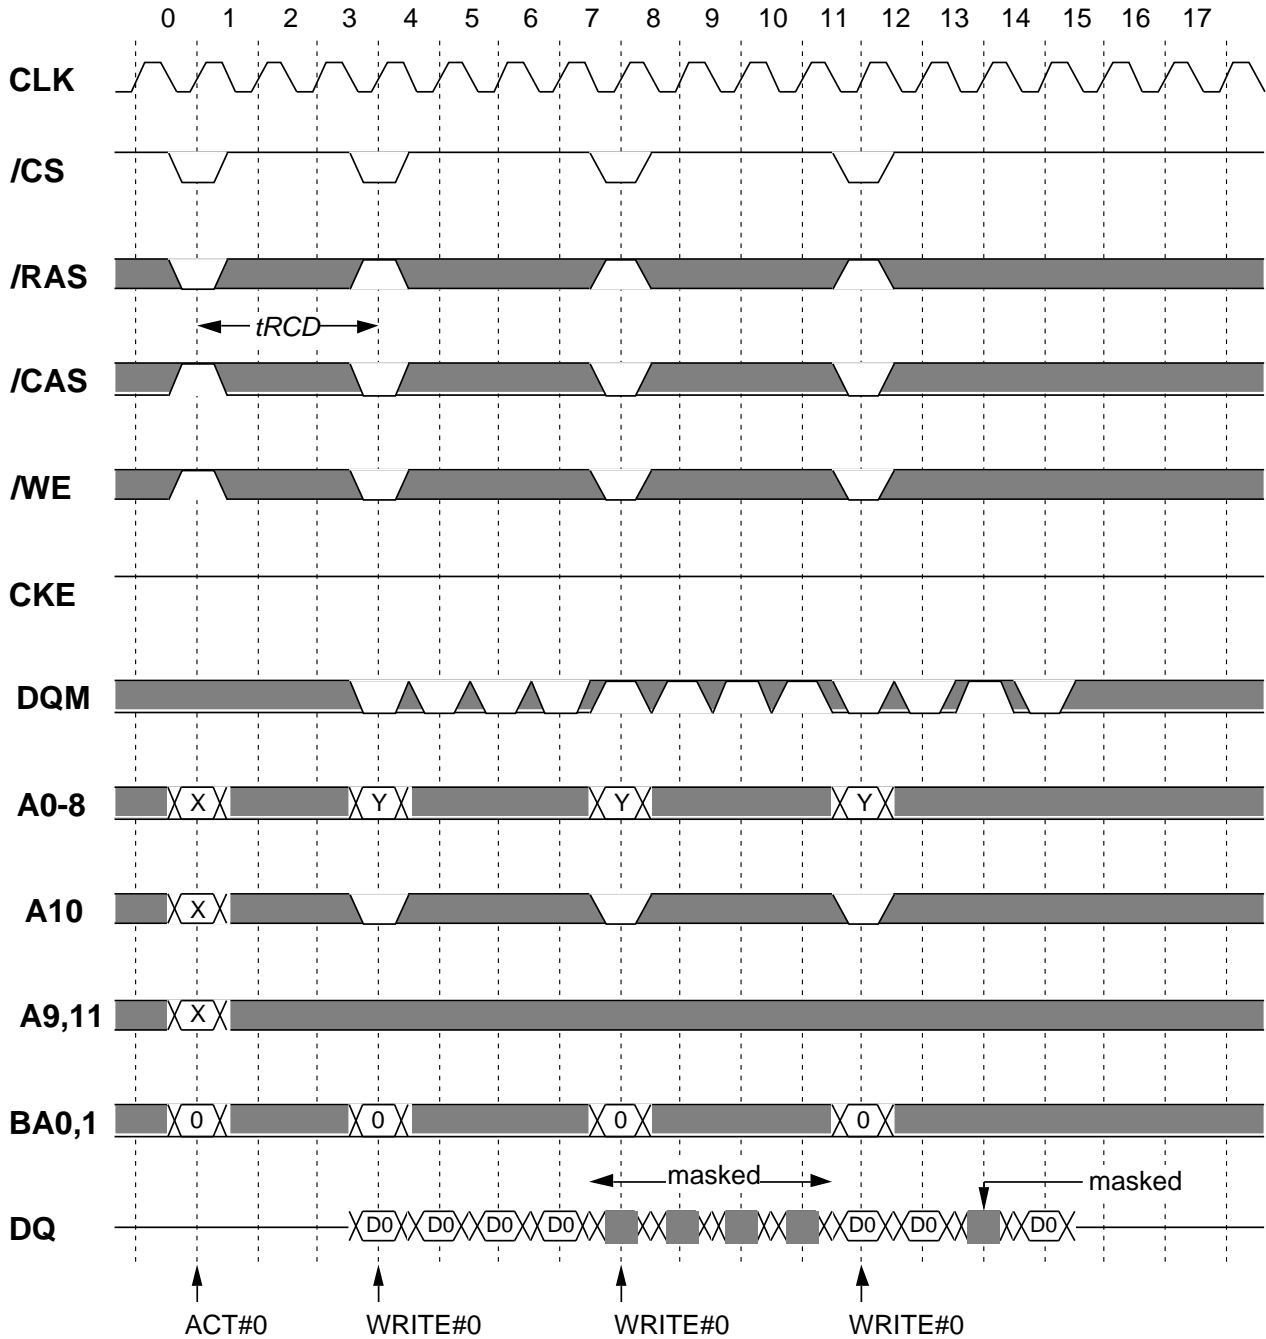 0 1 2 3 4 5 6 7 8 9 10 11 12 13 14 15 16 17
CLK
/CS
/RAS
tRCD
/CAS
/WE
CKE
DQM
A0-8 X Y Y Y
A10 X
A9,11 X
BA0,1 0 0 0 0
masked masked
DQ D0 D0 D0 D0 D0 D0 D0
ACT#0 WRITE#0 WRITE#0 WRITE#0